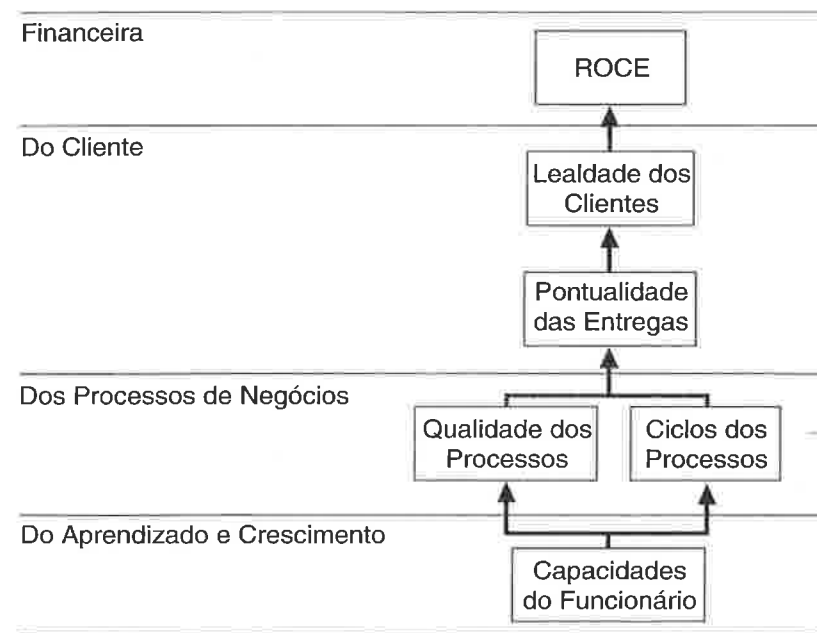 Financeira
ROCE
Do Cliente
Lealdade dos
Clientes
Pontualidade
das Entregas
Dos Processos de Negócios
Qualidade dos
Processos
Ciclos dos
Processos
Do Aprendizado e Crescimento
Capacidades
do Funcionário